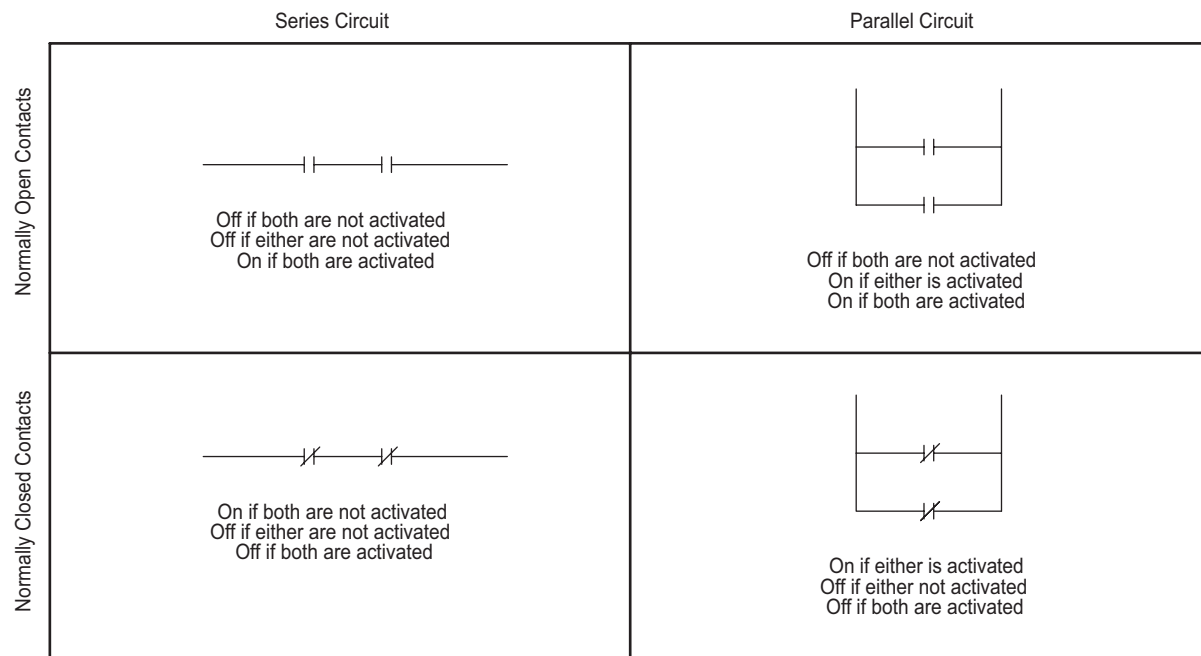 Series Circuit
Parallel Circuit
Normally Open Contacts
Off if both are not activated
Off if either are not activated
On if both are activated
Off if both are not activated
On if either is activated
On if both are activated
Normally Closed Contacts
On if both are not activated
Off if either are not activated
Off if both are activated
On if either is activated
Off if either not activated
Off if both are activated